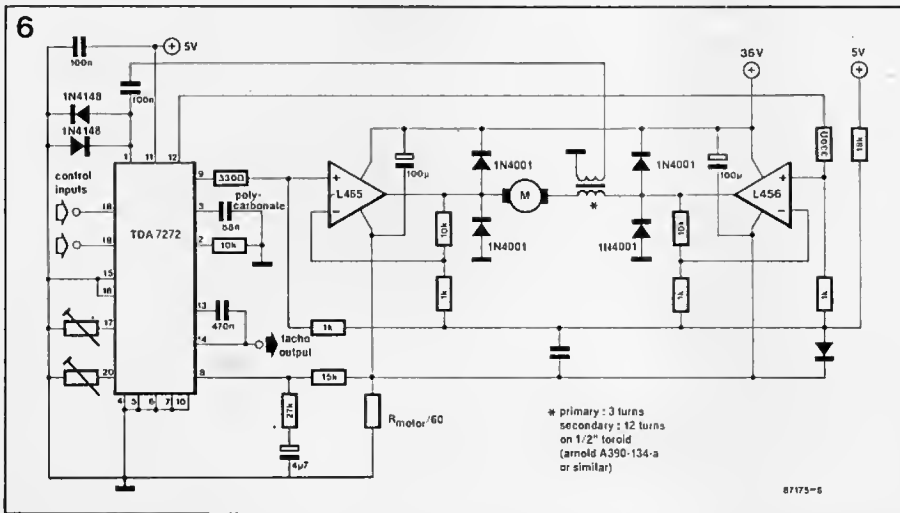 6
5V
36V
5V
100n
1N4148
100n
1N4148
330Ω
18k
1
11
12
control inputs
9
330Ω
L465
100µ
1N4001
1N4001
100µ
L456
poly-
carbonate
3
68n
M
*
18
TDA 7272
2
10k
10k
10k
19
1N4001
1N4001
15
1k
1k
1k
16
13
470n
17
14
1k
tacho
output
20
8
15k
27k
Rmotor/60
4
5
6
7
10
4µ7
* primary : 3 turns
secondary : 12 turns
on 1/2" toroid
(arnold A390-134-a
or similar)
87175-6